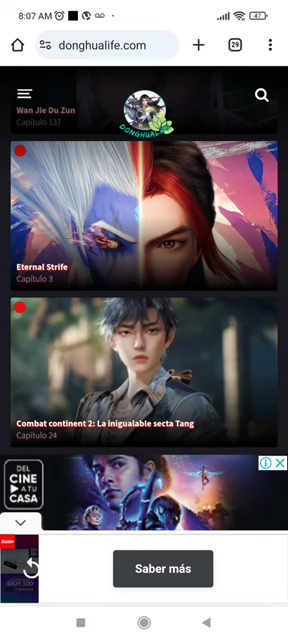 8:07 AM
47
donghualife.com
29
DONGHUALIFE
Wan Jie Du Zun
Capitulo 137
Eternal Strife
Capitulo 3
Combat continent 2: La inigualable secta Tang
Capitulo 24
DEL
CINE
A TU
CASA
Saber más